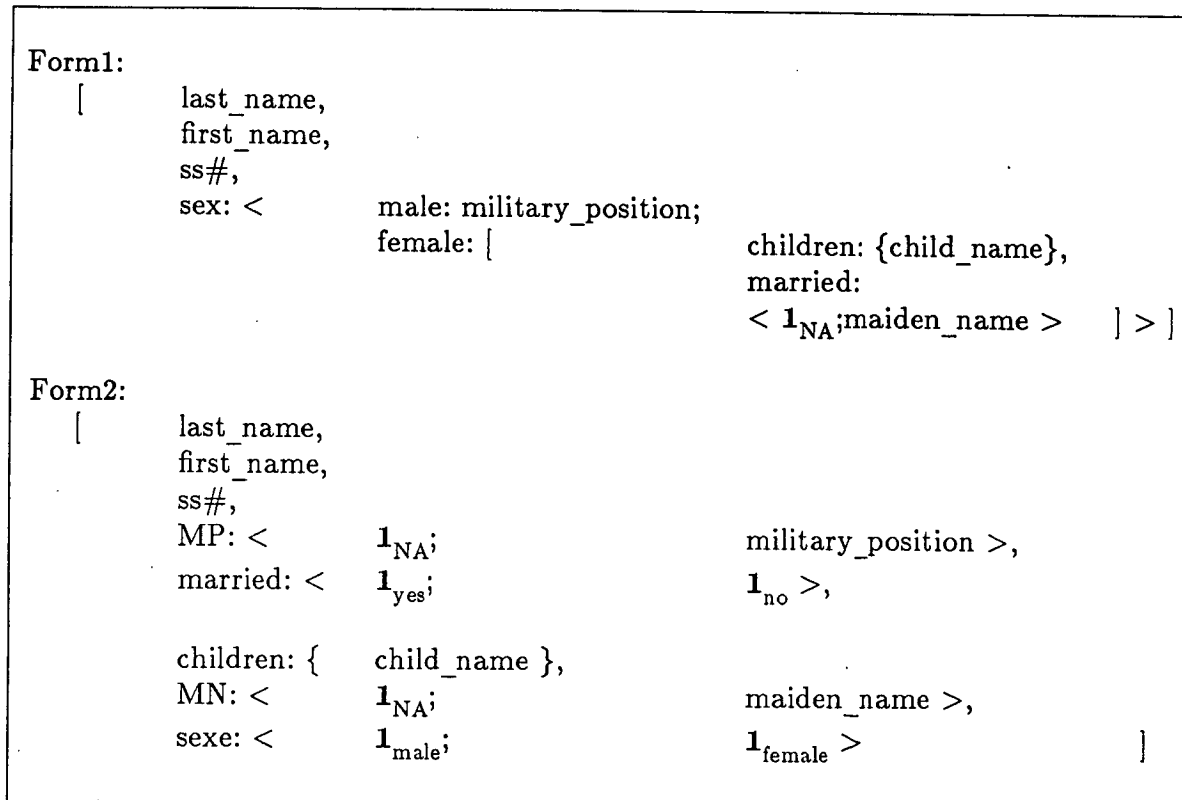 Form1:
[ last_name,
first_name,
ss#,
sex: < male: military_position;
female: [ children: {child_name},
married:
< 1NA;maiden_name > ] > ]
Form2:
[ last_name,
first_name,
ss#,
MP: < 1NA; military_position >,
married: < 1yes; 1no >,
children: { child_name },
MN: < 1NA; maiden_name >,
sexe: < 1male; 1female > ]